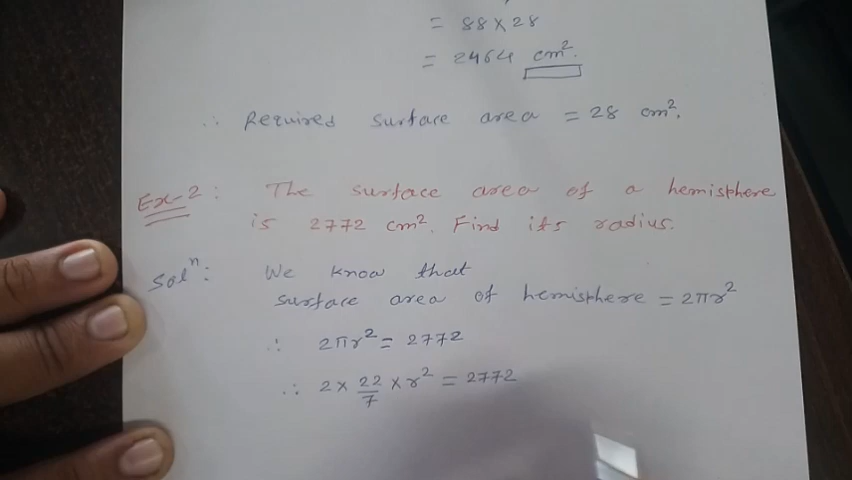 = 88 × 28
= 2464 cm².
∴ Required surface area = 28 cm².
Ex-2: The surface area of a hemisphere
is 2772 cm². Find its radius.
Solⁿ: We know that
surface area of hemisphere = 2πr²
∴ 2πr² = 2772
∴ 2 × 22/7 × r² = 2772